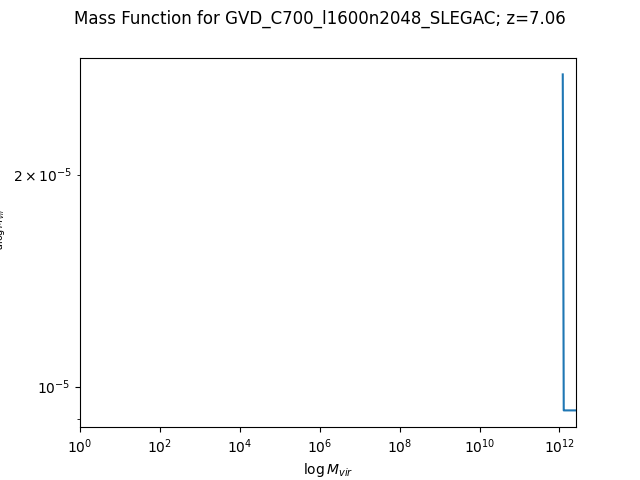 Mass Function for GVD_C700_l1600n2048_SLEGAC; z=7.06
2 × 10⁻⁵
10⁻⁵
10⁰ 10² 10⁴ 10⁶ 10⁸ 10¹⁰ 10¹²
log M_vir